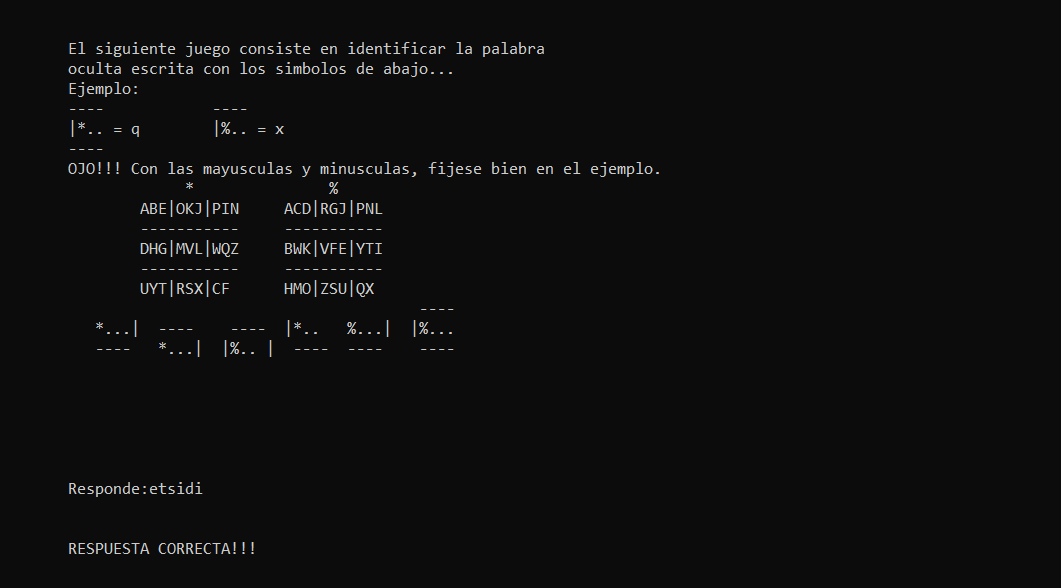 El siguiente juego consiste en identificar la palabra
oculta escrita con los simbolos de abajo...
Ejemplo:
----            ----
|*.. = q        |%.. = x
----
OJO!!! Con las mayusculas y minusculas, fijese bien en el ejemplo.
             *               %
        ABE|OKJ|PIN     ACD|RGJ|PNL
        -----------     -----------
        DHG|MVL|WQZ     BWK|VFE|YTI
        -----------     -----------
        UYT|RSX|CF      HMO|ZSU|QX
                                       ----
   *...|  ----    ----  |*..   %...|  |%...
   ----   *...|  |%.. |  ----  ----    ----
Responde:etsidi
RESPUESTA CORRECTA!!!